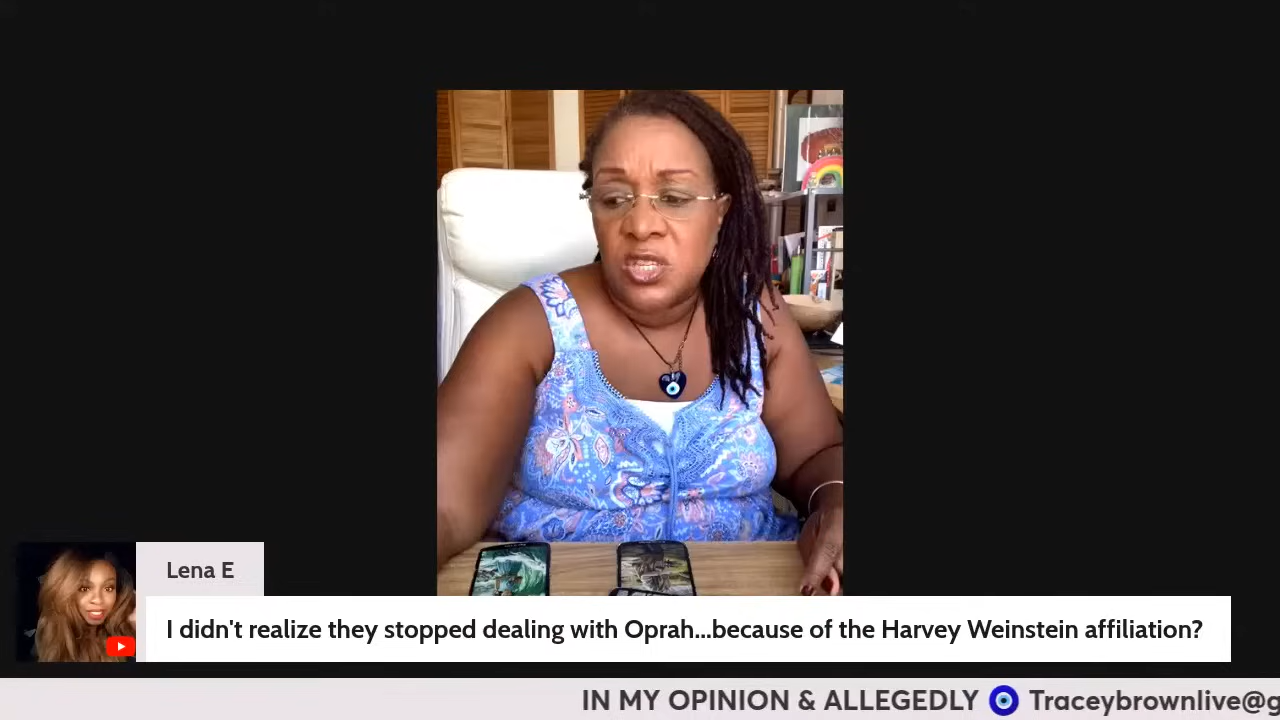 Lena E
I didn't realize they stopped dealing with Oprah...because of the Harvey Weinstein affiliation?
IN MY OPINION & ALLEGEDLY 🧿 Traceybrownlive@g